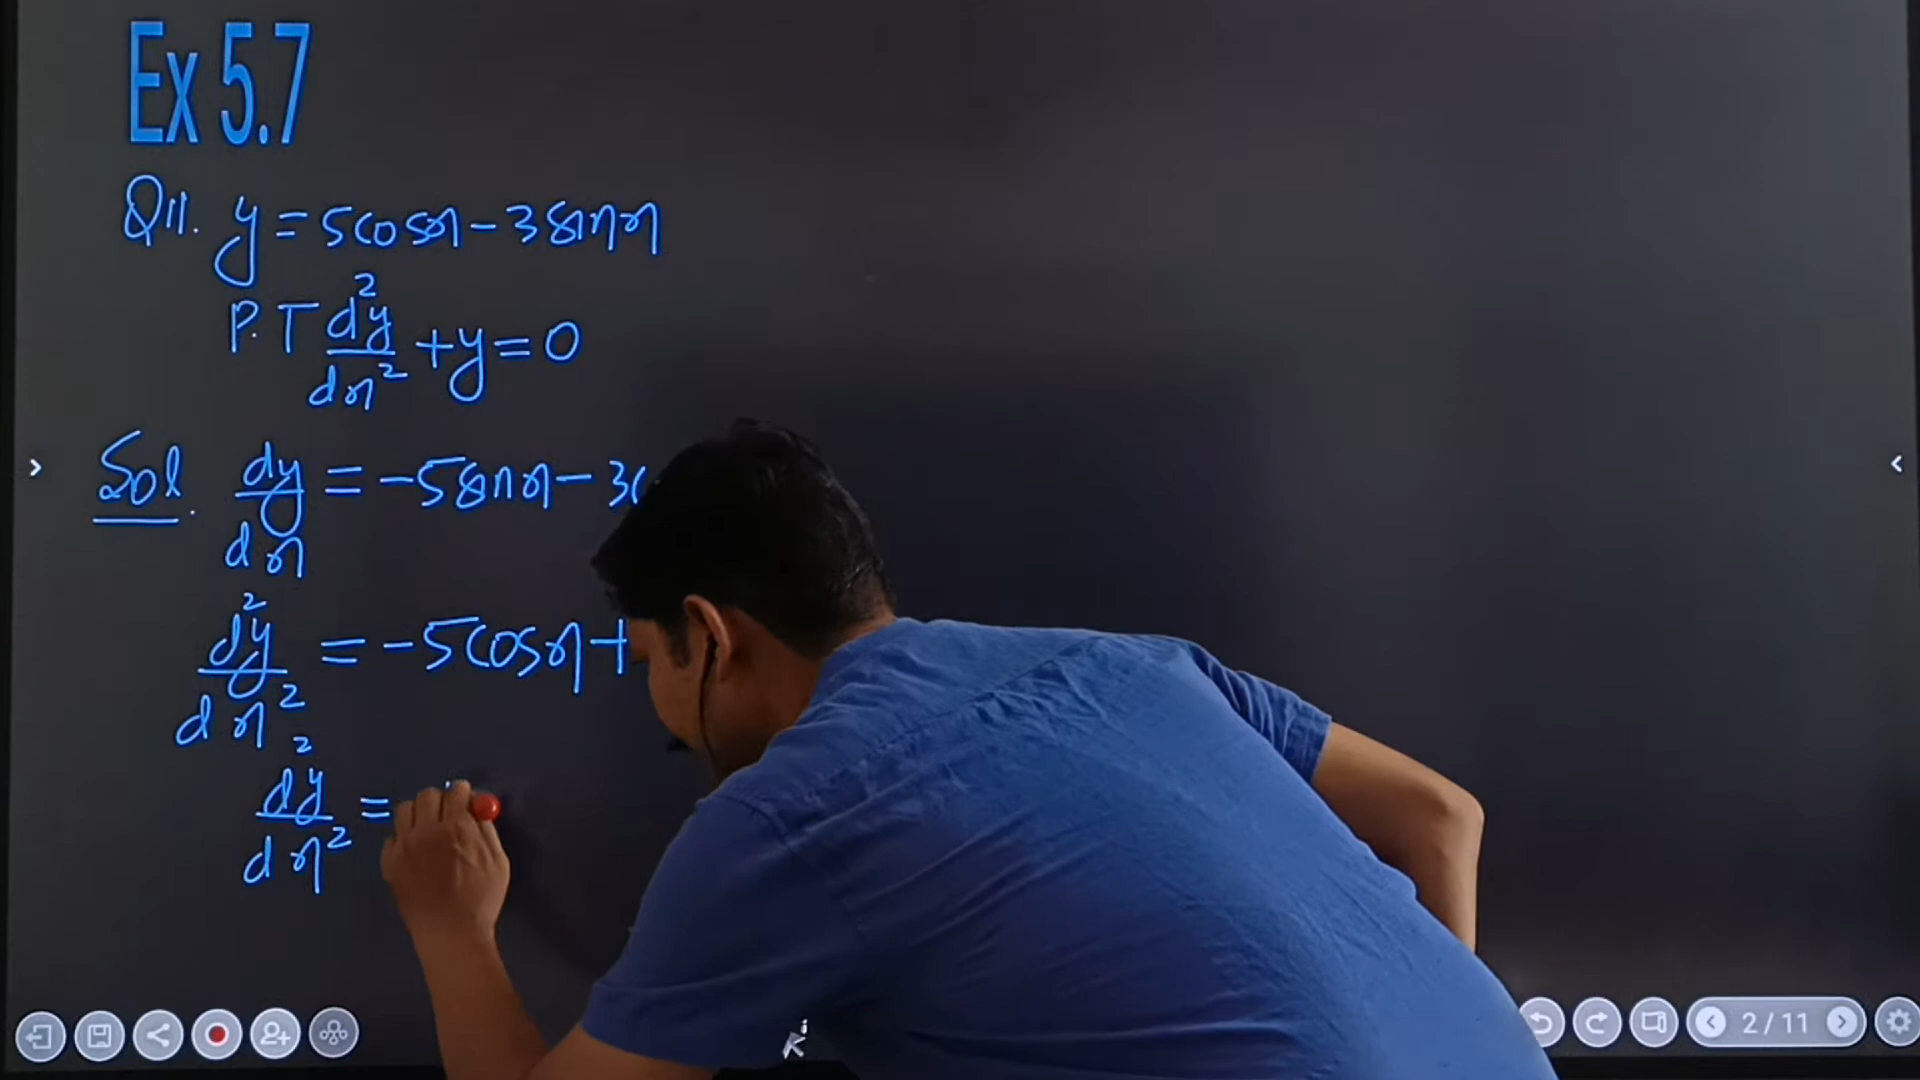 Ex 5.7
Q11. y = 5cosx - 3sinx
P.T d²y/dx² + y = 0
Sol. dy/dx = -5sinx - 3
d²y/dx² = -5cosx +
d²y/dx² =
2 / 11